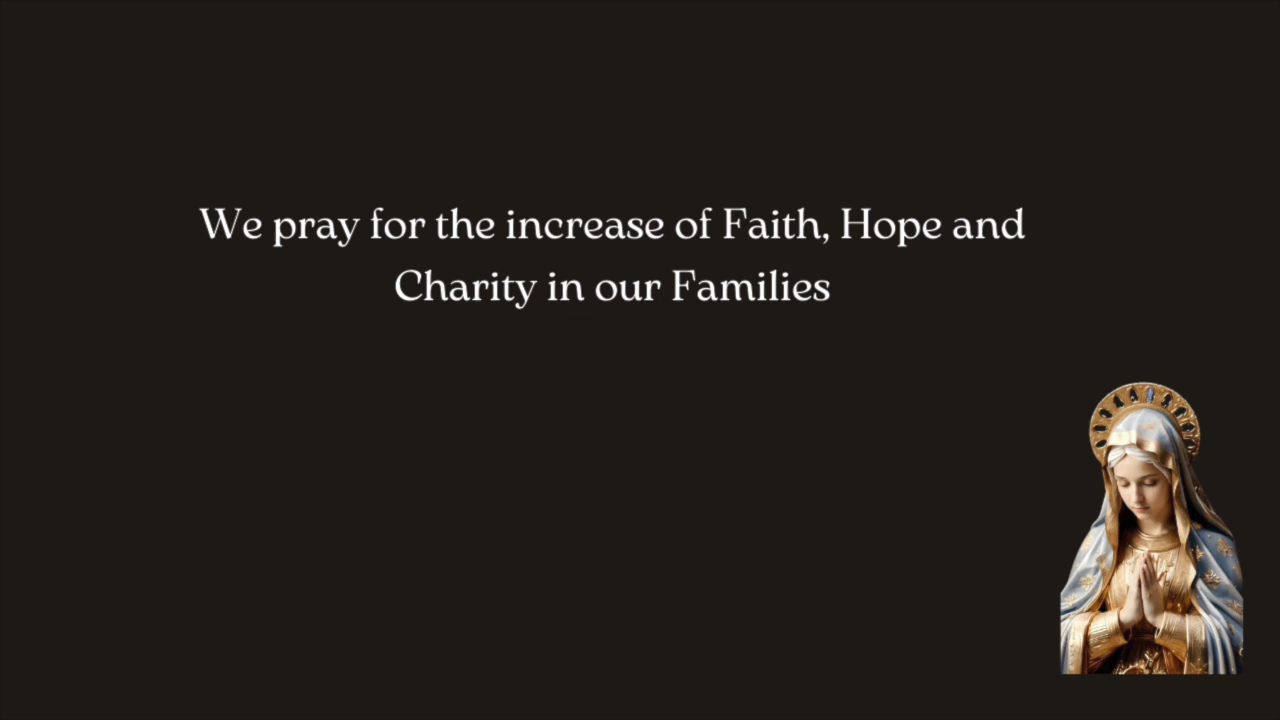 We pray for the increase of Faith, Hope and
Charity in our Families